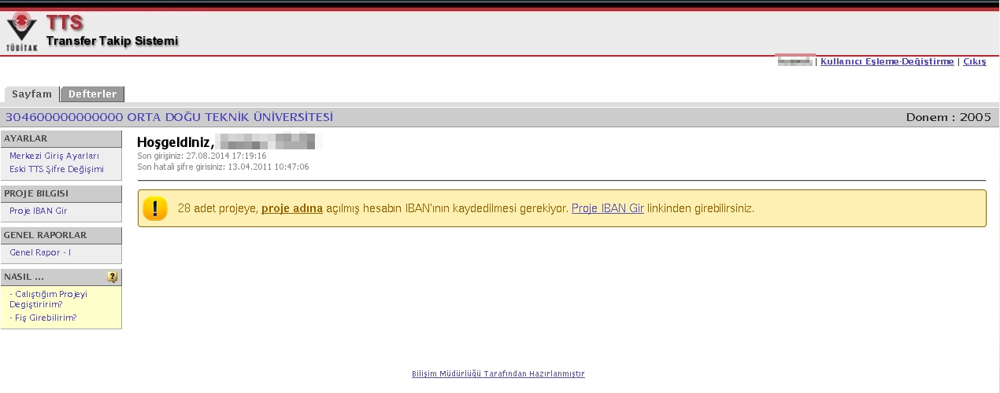 TTS
Transfer Takip Sistemi
TÜBİTAK
| Kullanıcı Eşleme-Değiştirme | Çıkış
Sayfam Defterler
304600000000000 ORTA DOĞU TEKNİK ÜNİVERSİTESİ Donem : 2005
AYARLAR
Merkezi Giriş Ayarları
Eski TTS Şifre Değişimi
PROJE BILGISI
Proje IBAN Gir
GENEL RAPORLAR
Genel Rapor - I
NASIL ...
- Calıştığım Projeyi
Degiştiririm?
- Fiş Girebilirim?
Hoşgeldiniz,
Son girişiniz: 27.08.2014 17:19:16
Son hatali şifre girisiniz: 13.04.2011 10:47:06
28 adet projeye, proje adına açılmış hesabın IBAN'ının kaydedilmesi gerekiyor. Proje IBAN Gir linkinden girebilirsiniz.
Bilişim Müdürlüğü Tarafından Hazırlanmıştır